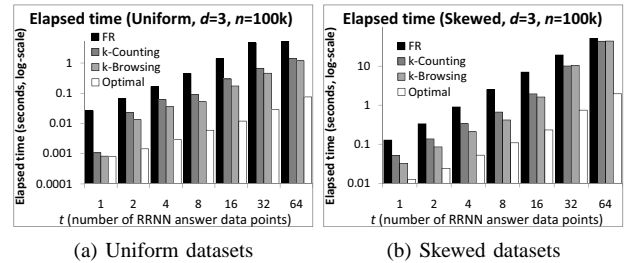 Elapsed time (Uniform, d=3, n=100k)
Elapsed time (seconds, log-scale)
FR
k-Counting
k-Browsing
Optimal
1
0.1
0.01
0.001
0.0001
1 2 4 8 16 32 64
t (number of RRNN answer data points)
(a) Uniform datasets
Elapsed time (Skewed, d=3, n=100k)
Elapsed time (seconds, log-scale)
FR
k-Counting
k-Browsing
Optimal
10
1
0.1
0.01
1 2 4 8 16 32 64
t (number of RRNN answer data points)
(b) Skewed datasets